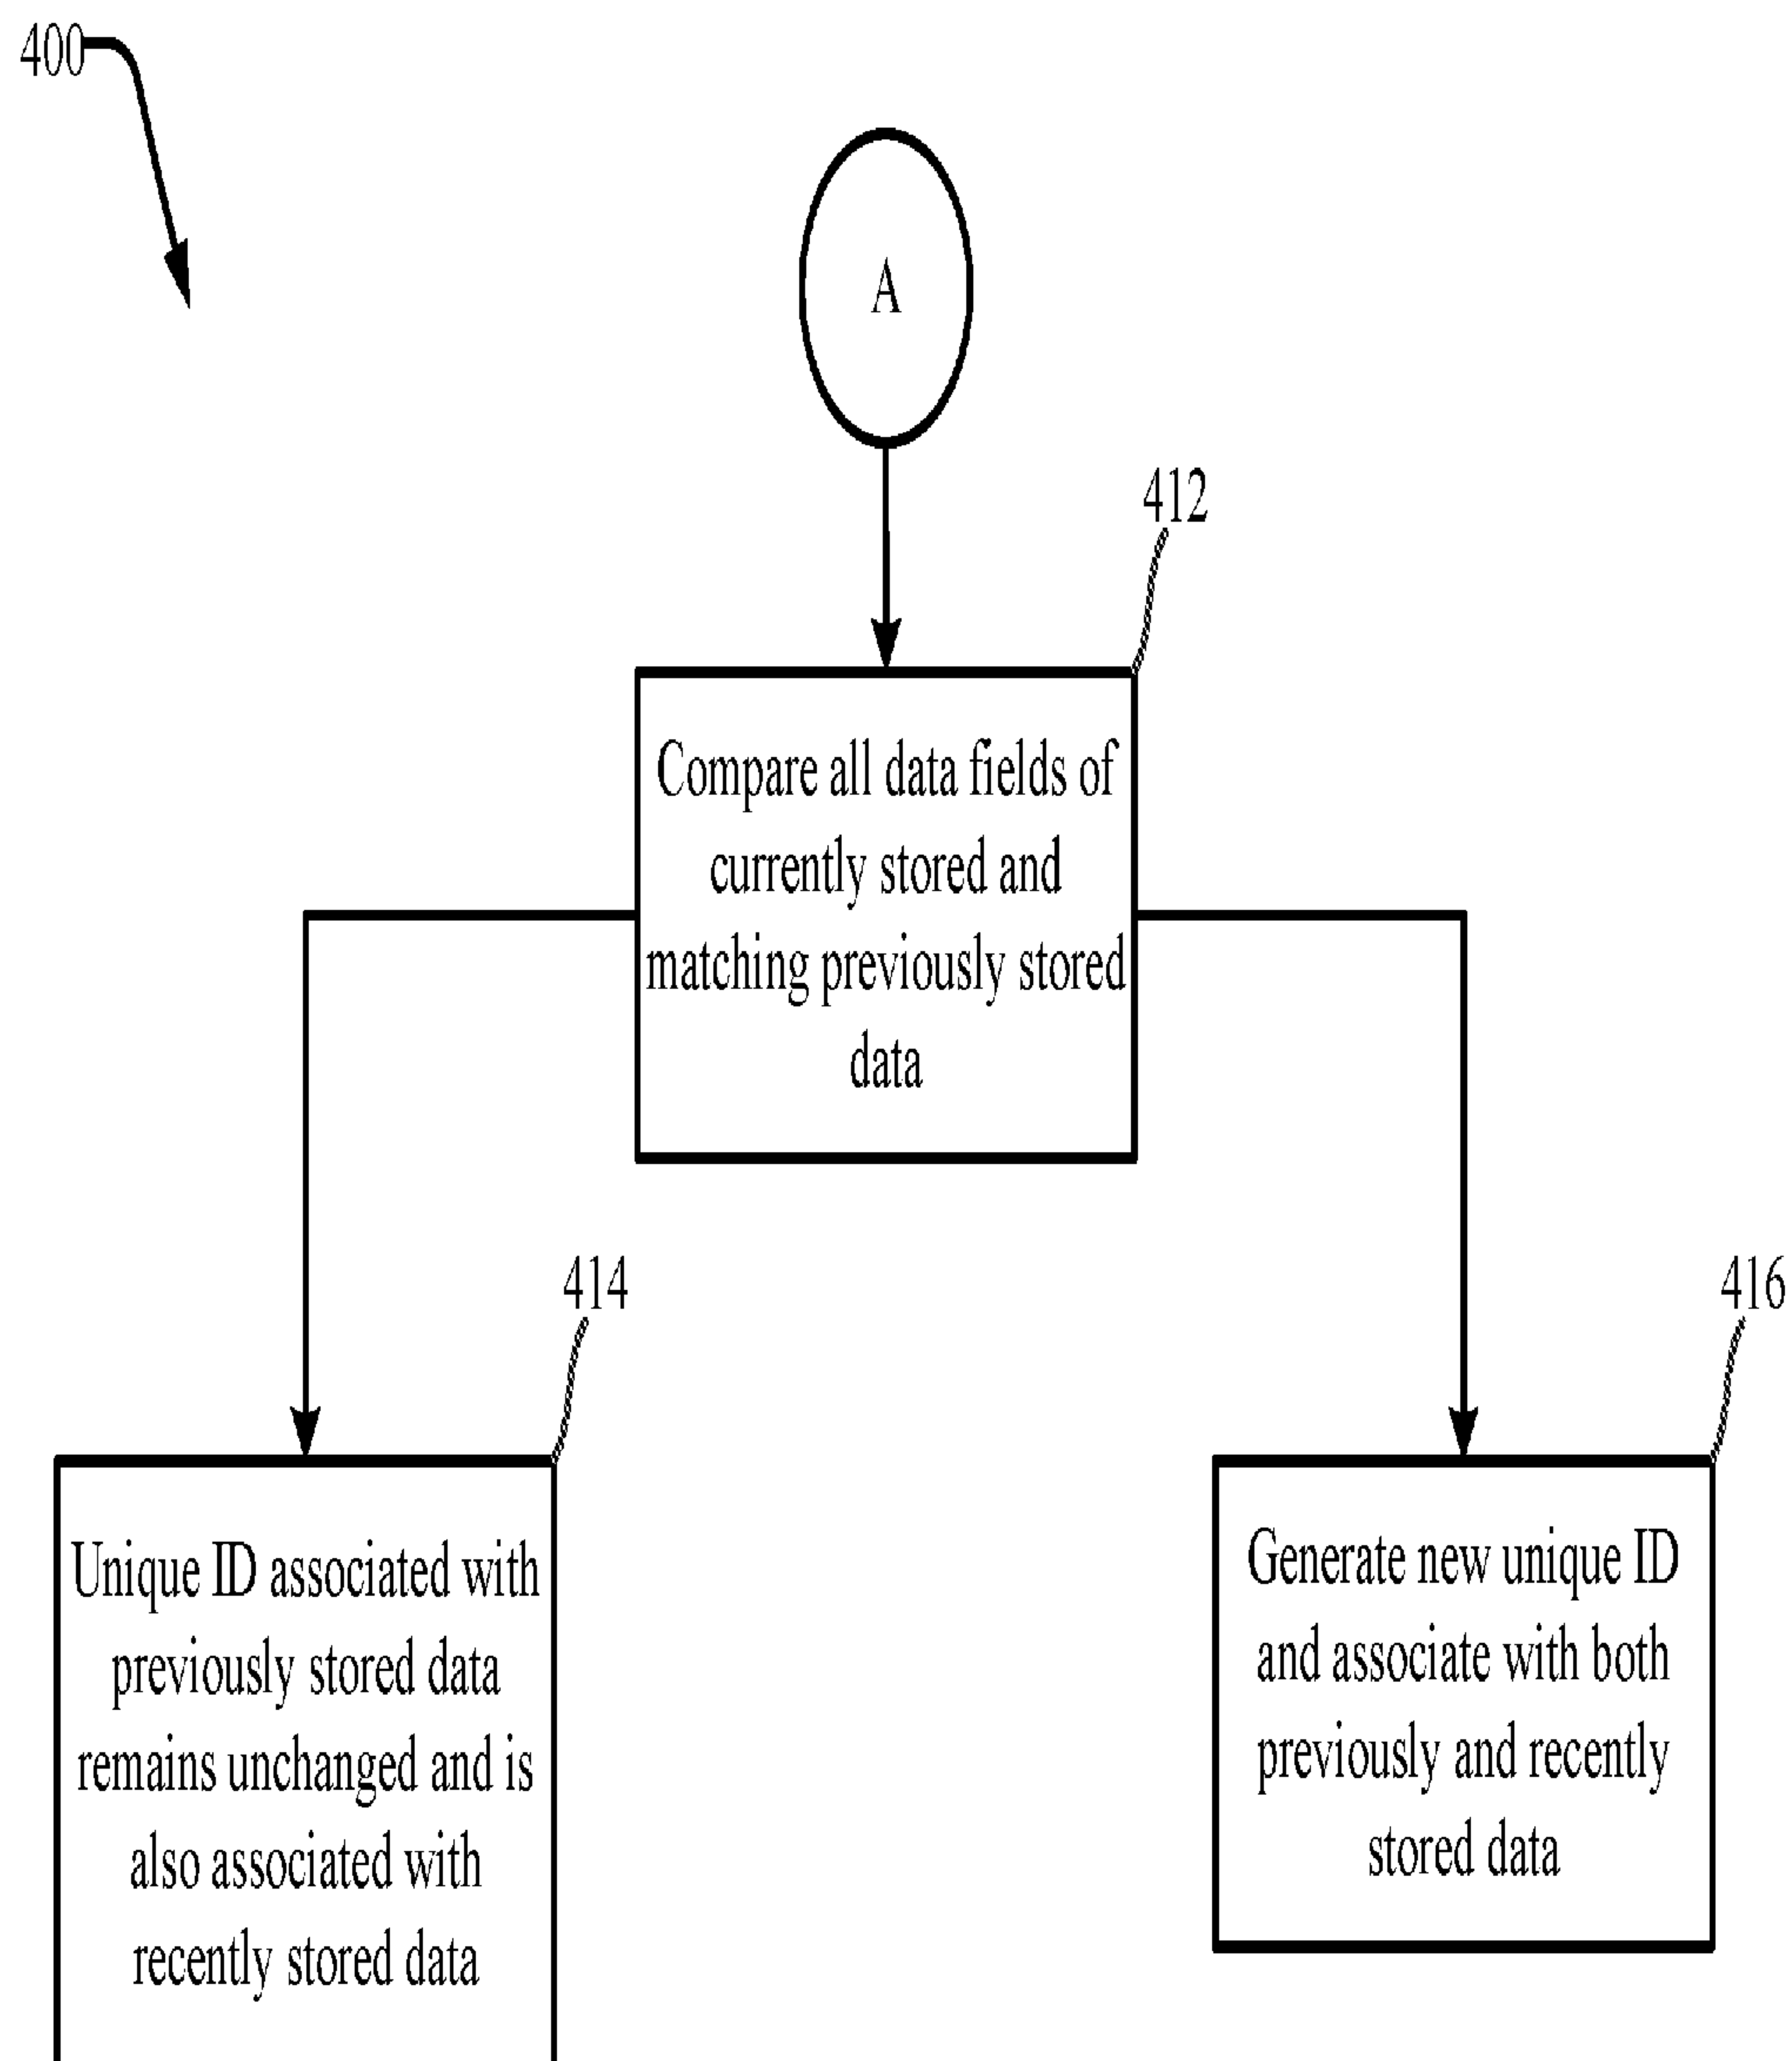 400
A
412
Compare all data fields of
currently stored and
matching previously stored
data
414
Unique ID associated with
previously stored data
remains unchanged and is
also associated with
recently stored data
416
Generate new unique ID
and associate with both
previously and recently
stored data